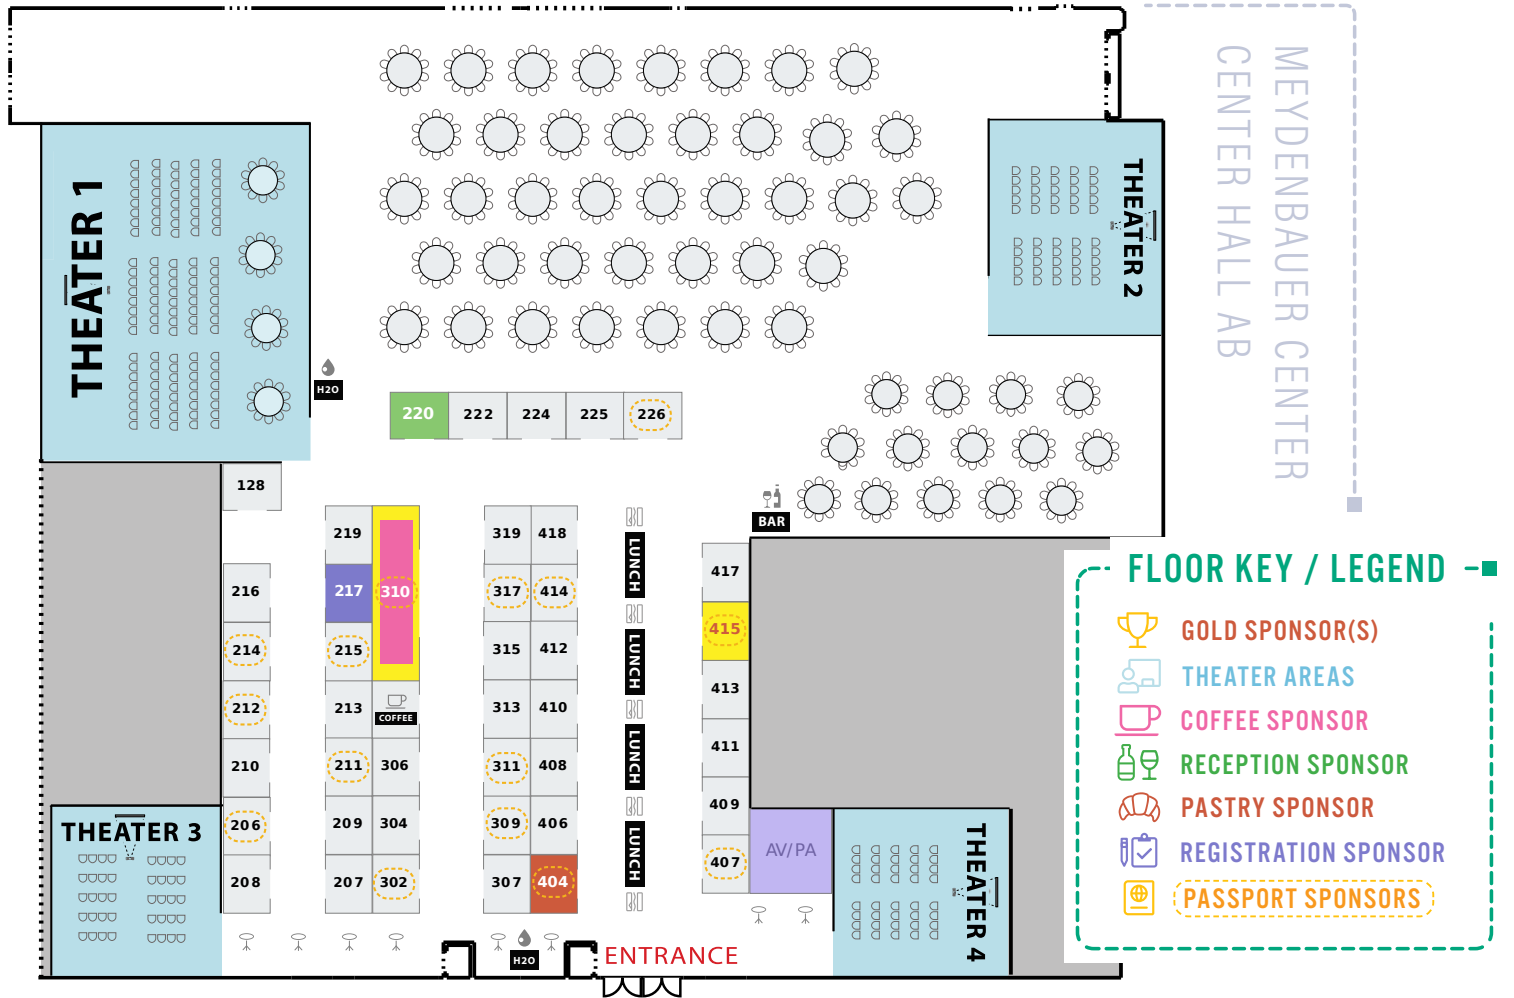 MEYDENBAUER CENTER
CENTER HALL AB
THEATER 1
THEATER 2
H2O
220
222
224
225
226
128
BAR
219
310
319
418
LUNCH
417
216
217
317
414
415
214
215
315
412
LUNCH
413
212
213
COFFEE
313
410
LUNCH
411
210
211
306
311
408
409
206
209
304
309
406
LUNCH
407
AV/PA
208
207
302
307
404
THEATER 3
THEATER 4
H2O
ENTRANCE
FLOOR KEY / LEGEND
GOLD SPONSOR(S)
THEATER AREAS
COFFEE SPONSOR
RECEPTION SPONSOR
PASTRY SPONSOR
REGISTRATION SPONSOR
PASSPORT SPONSORS